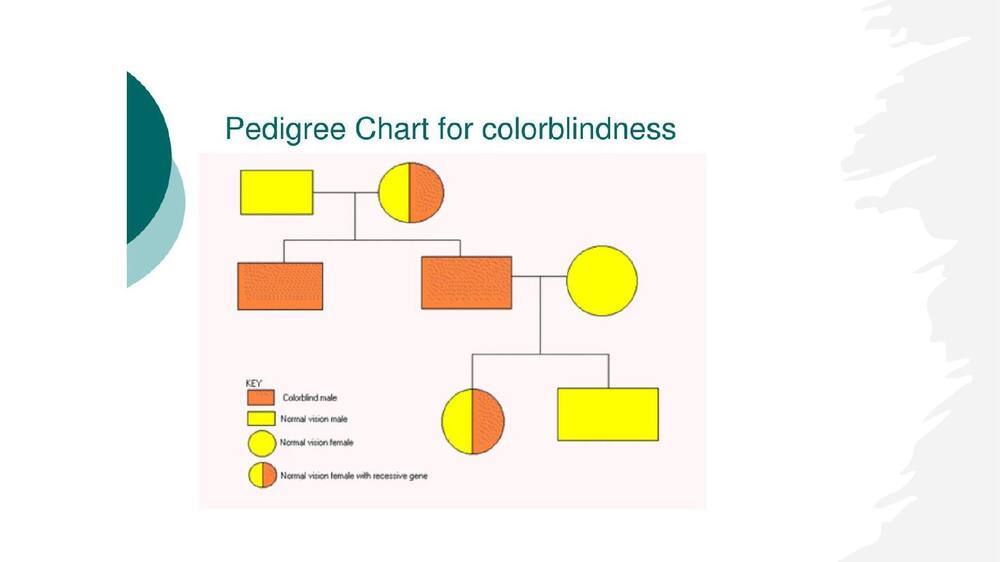 Pedigree Chart for colorblindness
KEY
Colorblind male
Normal vision male
Normal vision female
Normal vision female with recessive gene